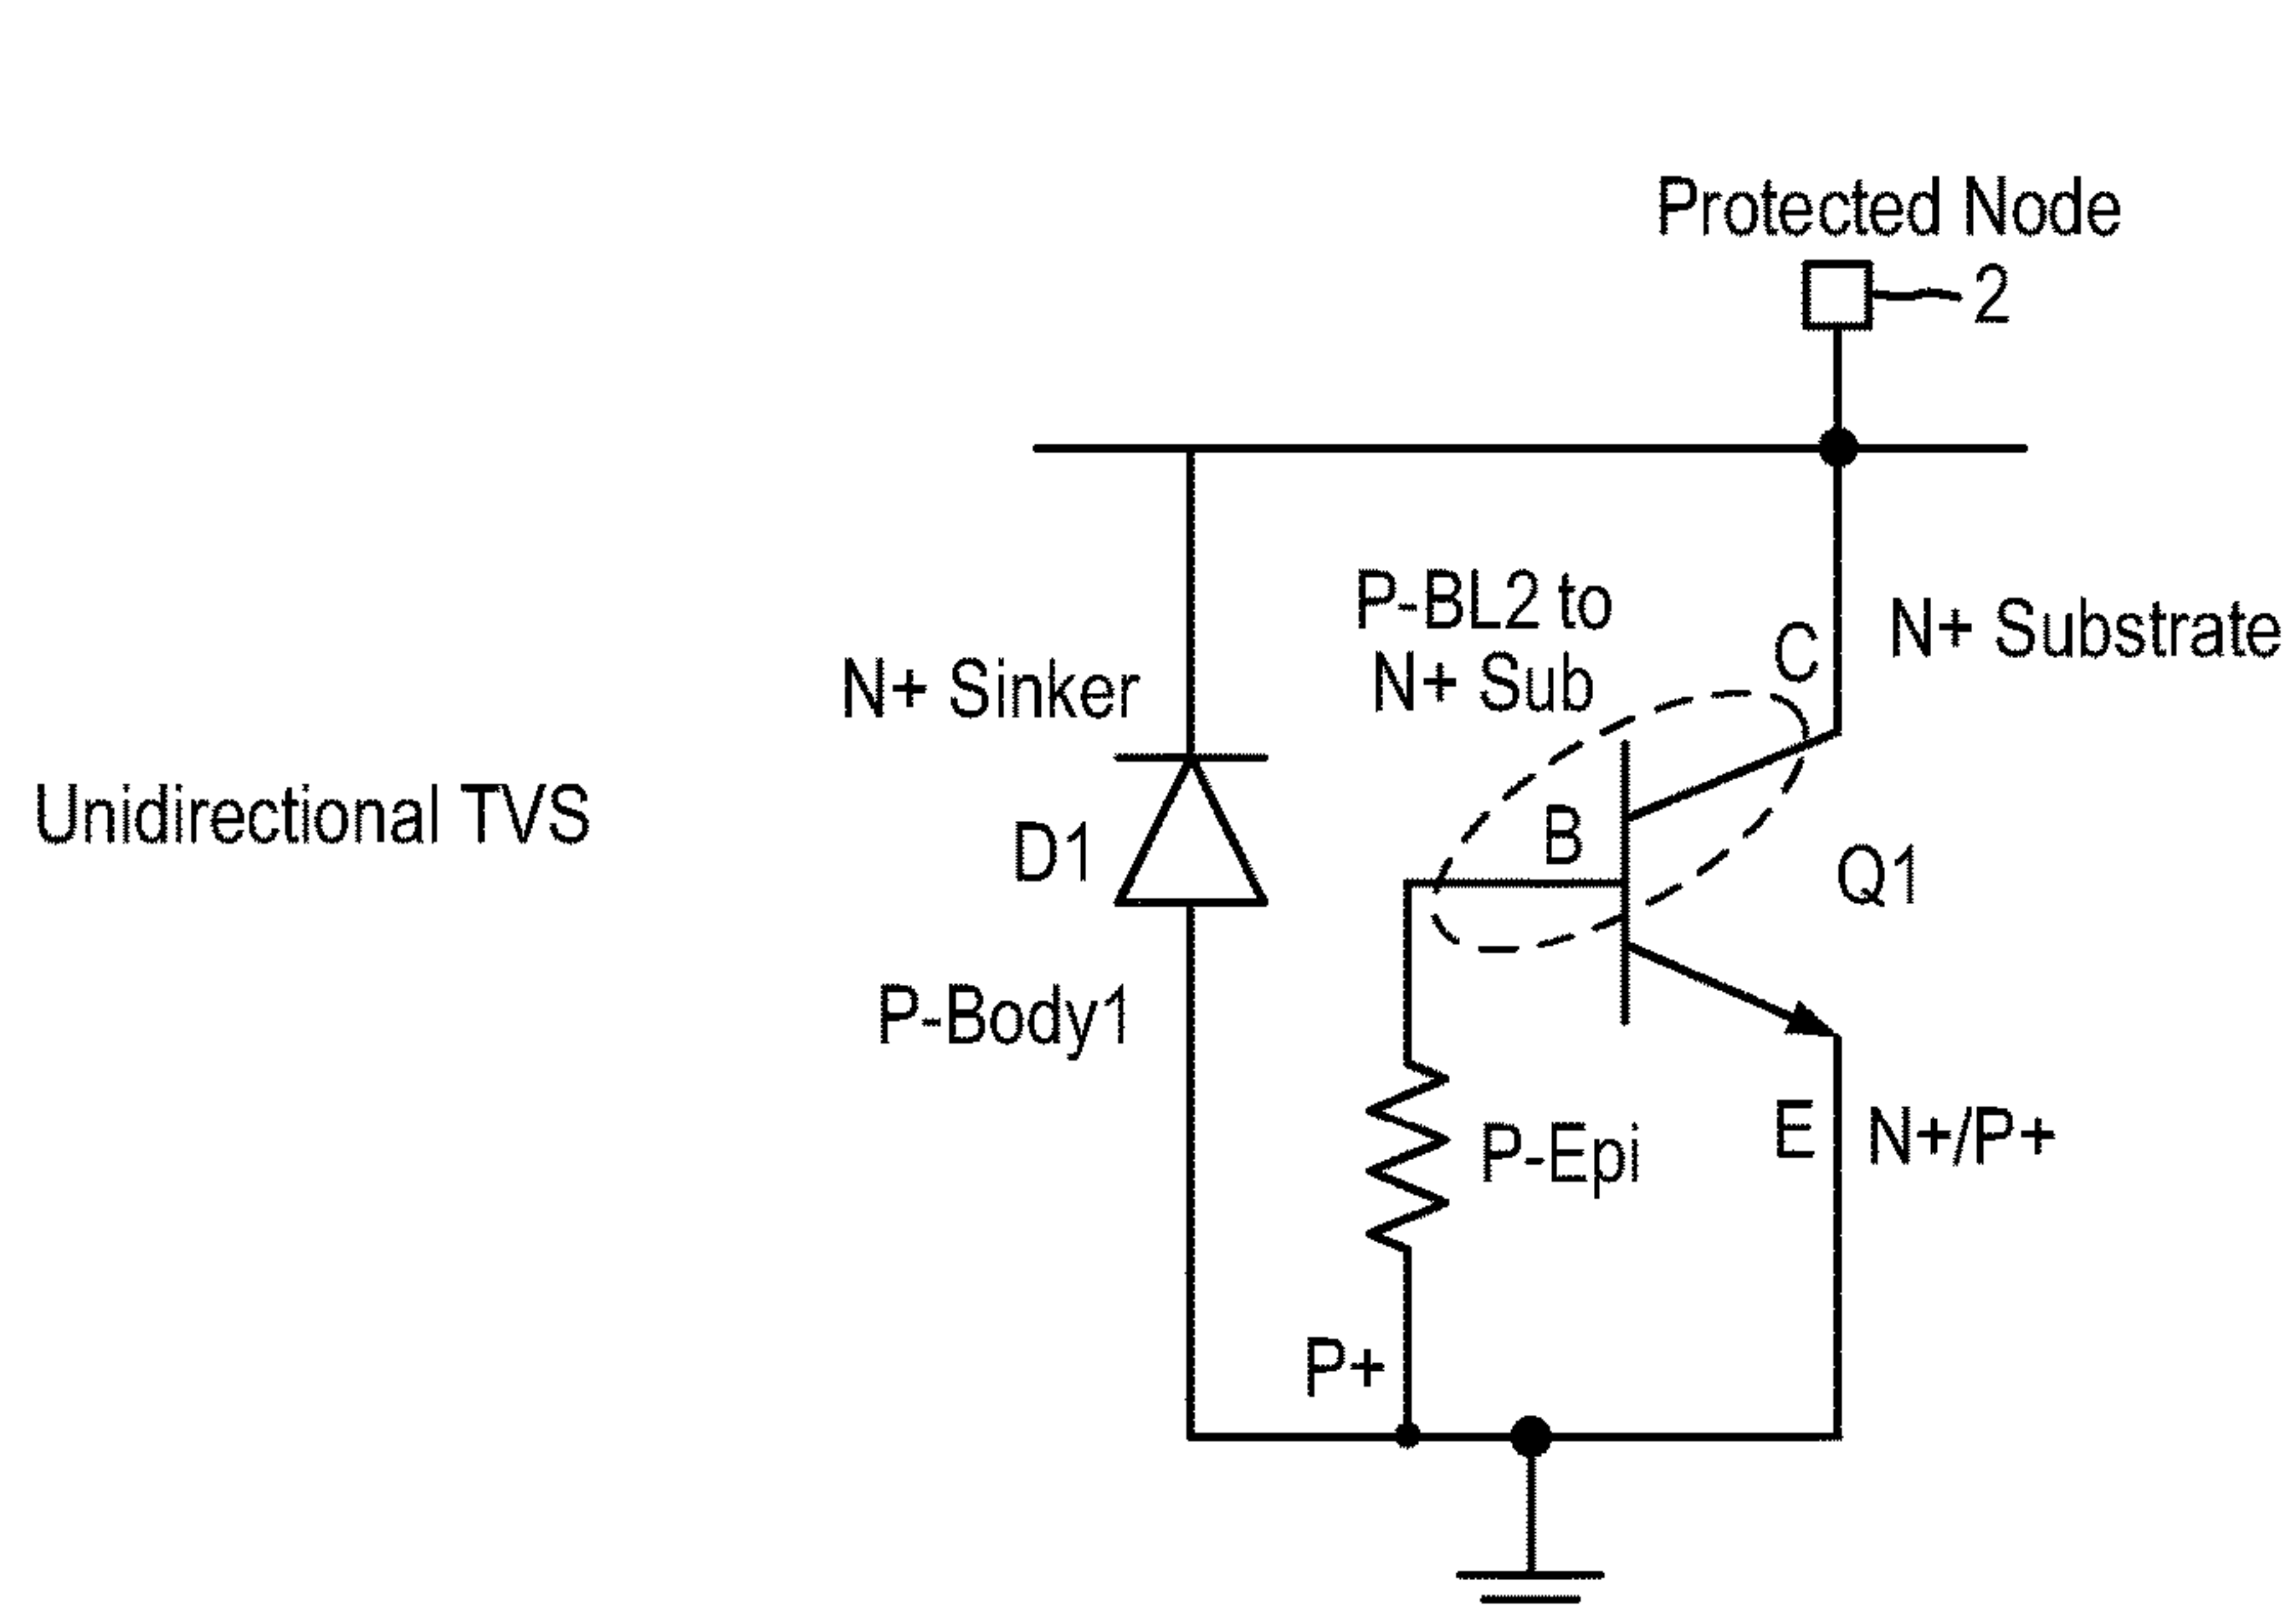 Protected Node
2
P-BL2 to
N+ Sub
C
N+ Substrate
N+ Sinker
Unidirectional TVS
D1
B
Q1
P-Body1
P-Epi
E
N+/P+
P+